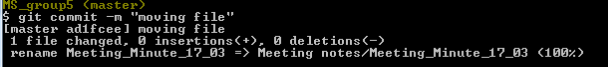 MS_group5 (master)
$ git commit -m "moving file"
[master ad1fcee] moving file
1 file changed, 0 insertions(+), 0 deletions(-)
rename Meeting_Minute_17_03 => Meeting notes/Meeting_Minute_17_03 (100%)